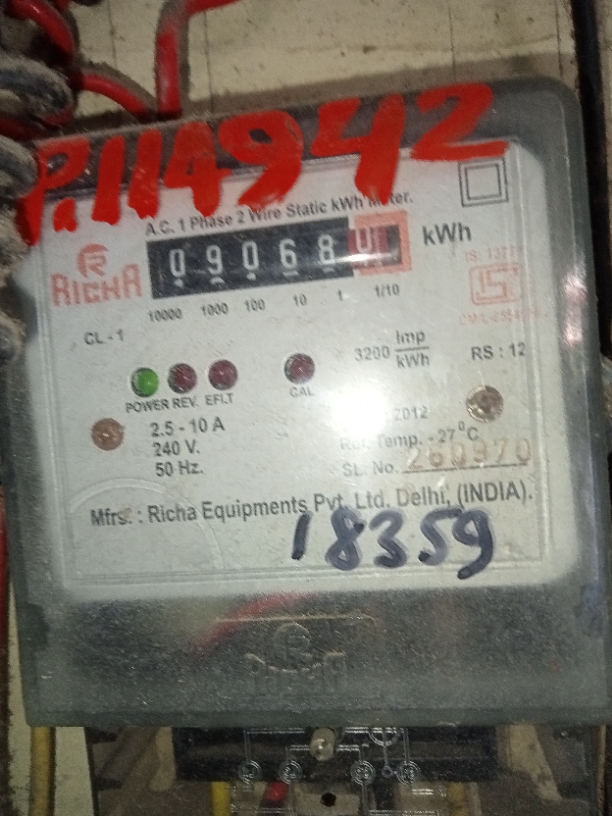 P.114942
A.C. 1 Phase 2 Wire Static kWh Meter.
09068 kWh
RICHA
10000 1000 100 10 1 1/10
CL - 1
3200 Imp/kWh
RS : 12
POWER REV. EFLT CAL
2.5 - 10 A
240 V.
50 Hz.
2012
Ref. Temp. - 27°C
SL. No. 260970
Mfrs. : Richa Equipments Pvt. Ltd. Delhi, (INDIA).
18359
RICHA